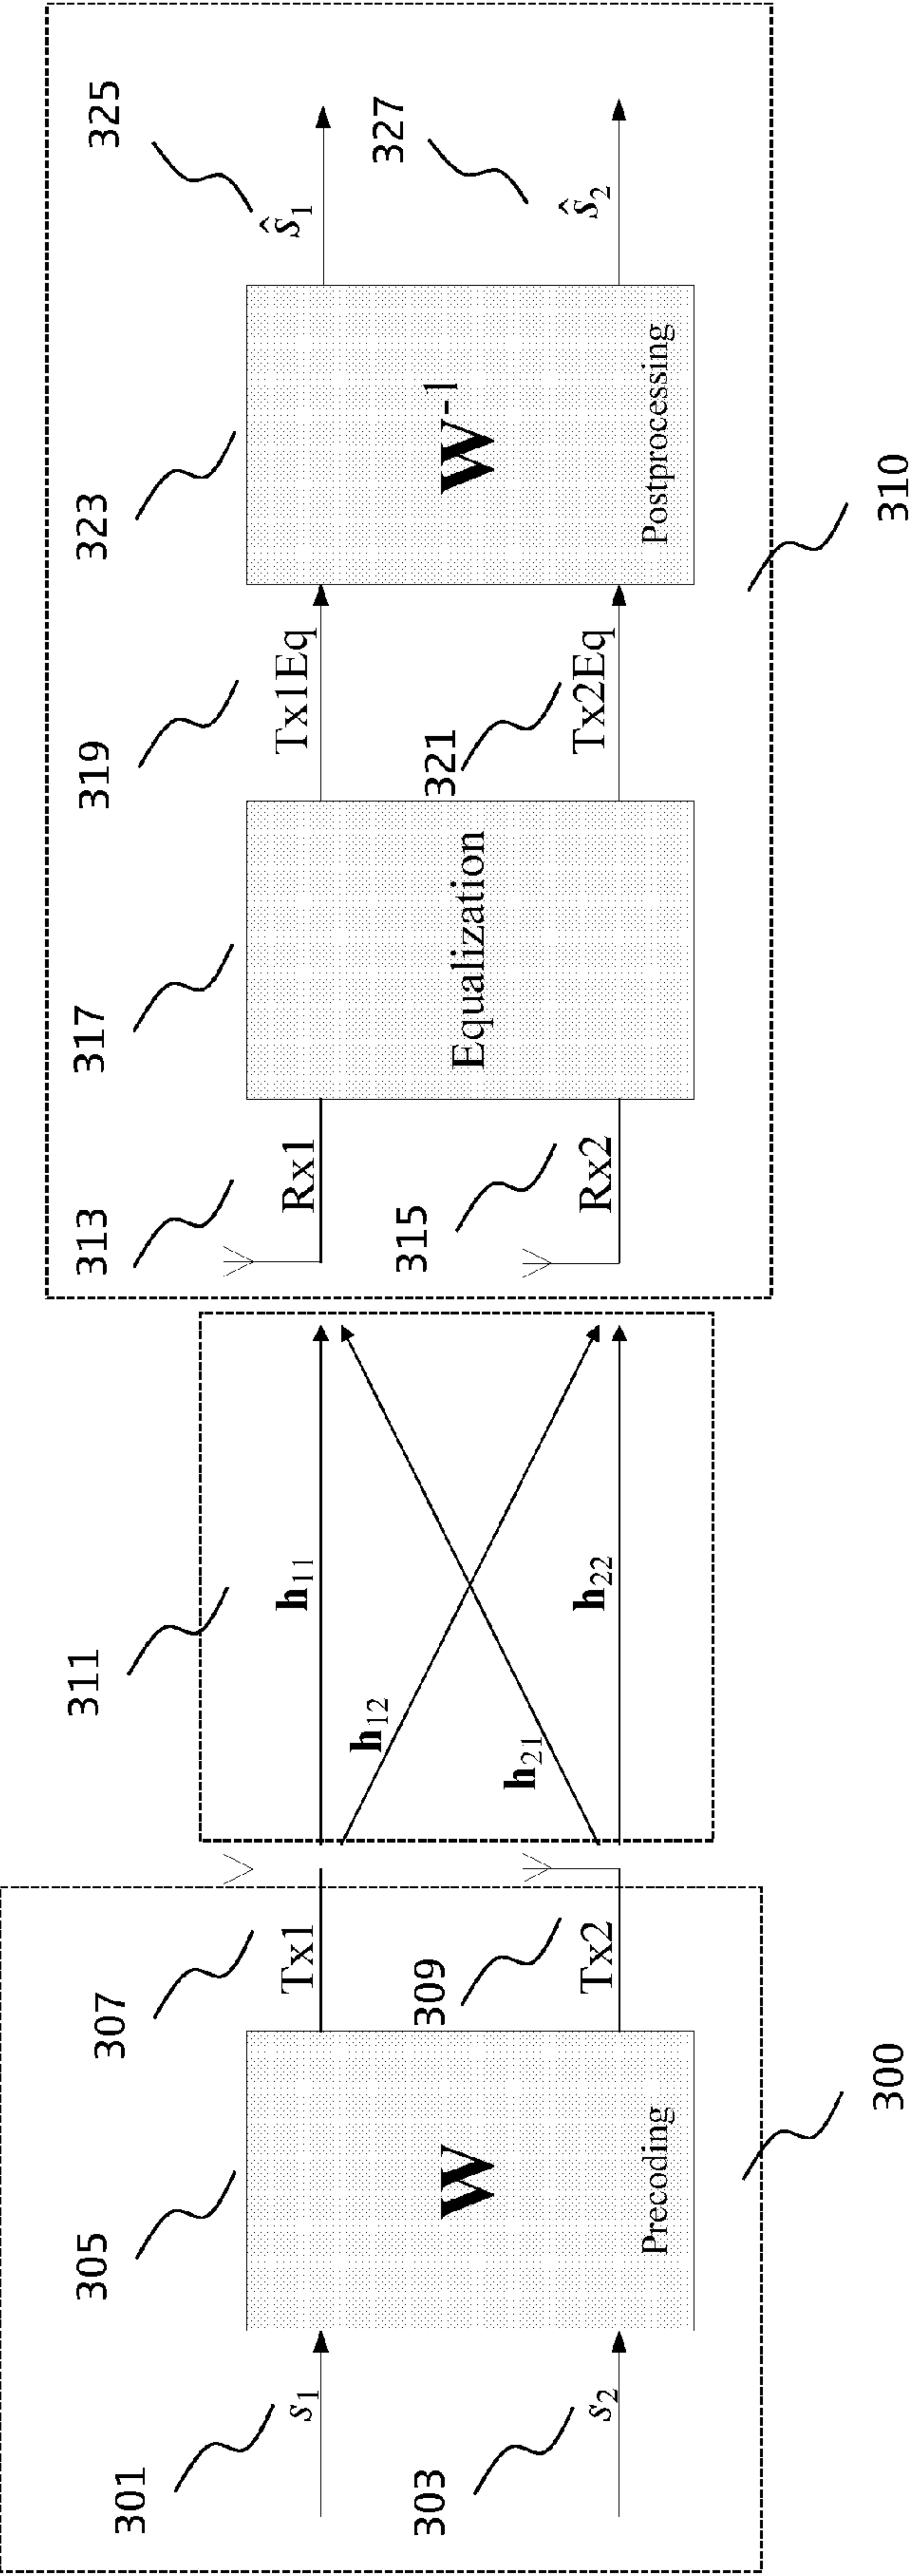 301
s1
303
s2
305
W
Precoding
307
Tx1
309
Tx2
300
311
h11
h12
h21
h22
313
Rx1
315
Rx2
317
Equalization
319
Tx1Eq
321
Tx2Eq
323
W-1
Postprocessing
325
ŝ1
327
ŝ2
310